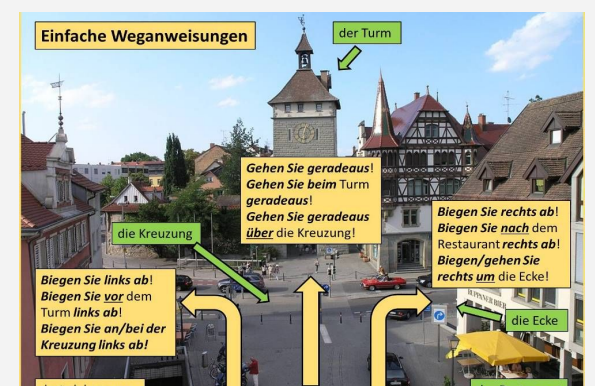 Einfache Weganweisungen
der Turm
Gehen Sie geradeaus!
Gehen Sie beim Turm
geradeaus!
Gehen Sie geradeaus
über die Kreuzung!
Biegen Sie rechts ab!
Biegen Sie nach dem
Restaurant rechts ab!
Biegen/gehen Sie
rechts um die Ecke!
die Kreuzung
Biegen Sie links ab!
Biegen Sie vor dem
Turm links ab!
Biegen Sie an/bei der
Kreuzung links ab!
die Ecke